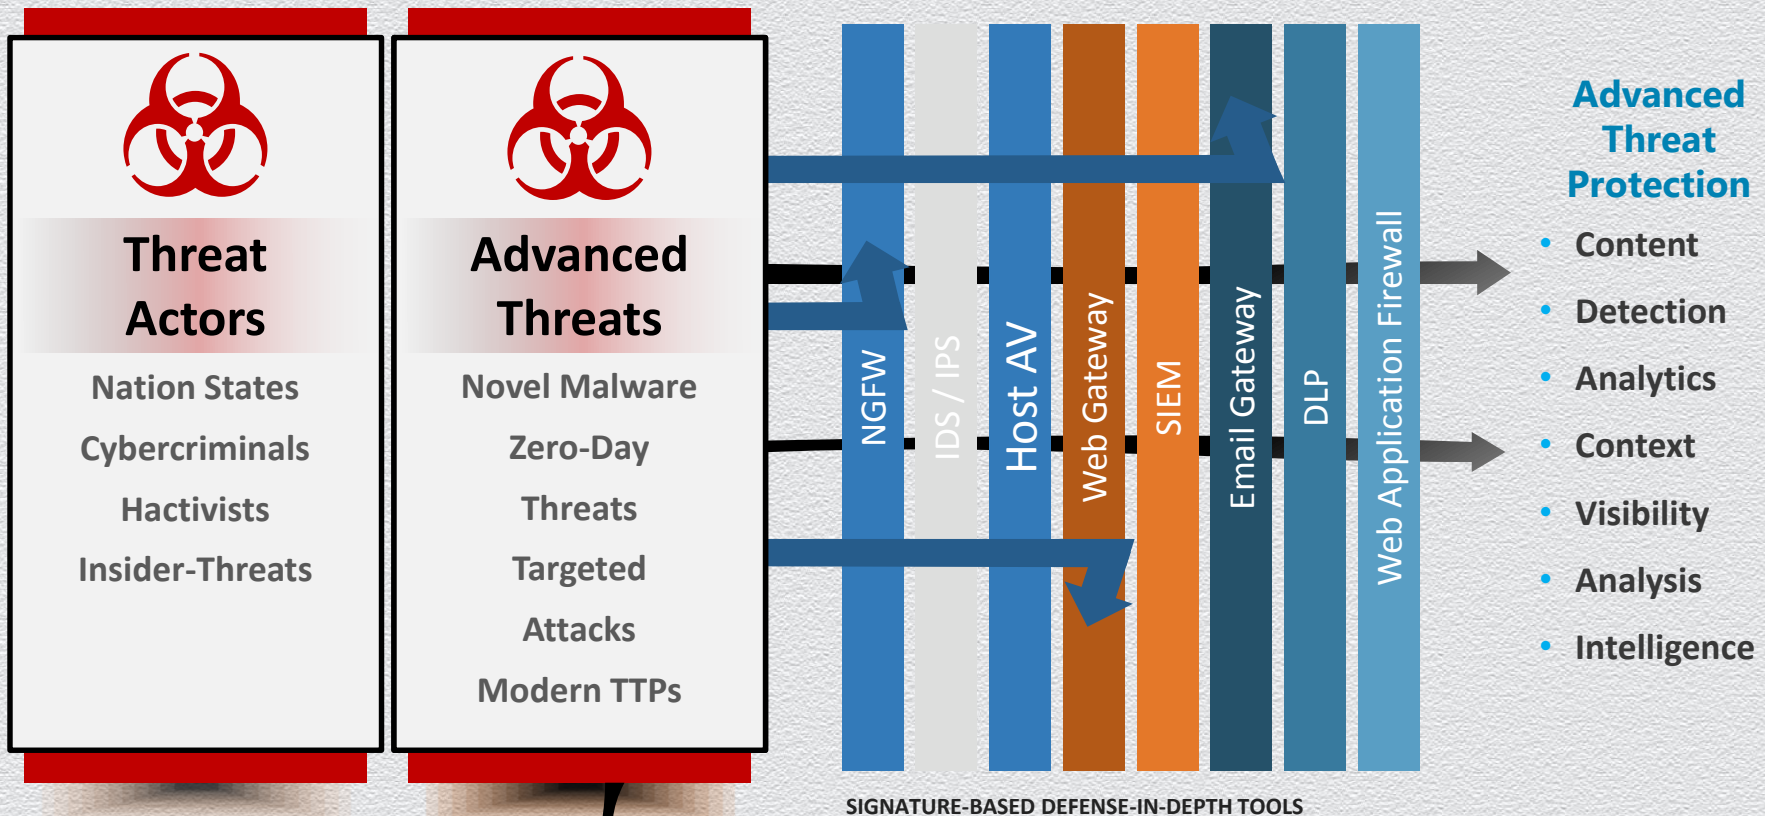 Threat
Actors
Nation States
Cybercriminals
Hactivists
Insider-Threats
Advanced
Threats
Novel Malware
Zero-Day
Threats
Targeted
Attacks
Modern TTPs
NGFW
IDS / IPS
Host AV
Web Gateway
SIEM
Email Gateway
DLP
Web Application Firewall
SIGNATURE-BASED DEFENSE-IN-DEPTH TOOLS
Advanced
Threat
Protection
• Content
• Detection
• Analytics
• Context
• Visibility
• Analysis
• Intelligence